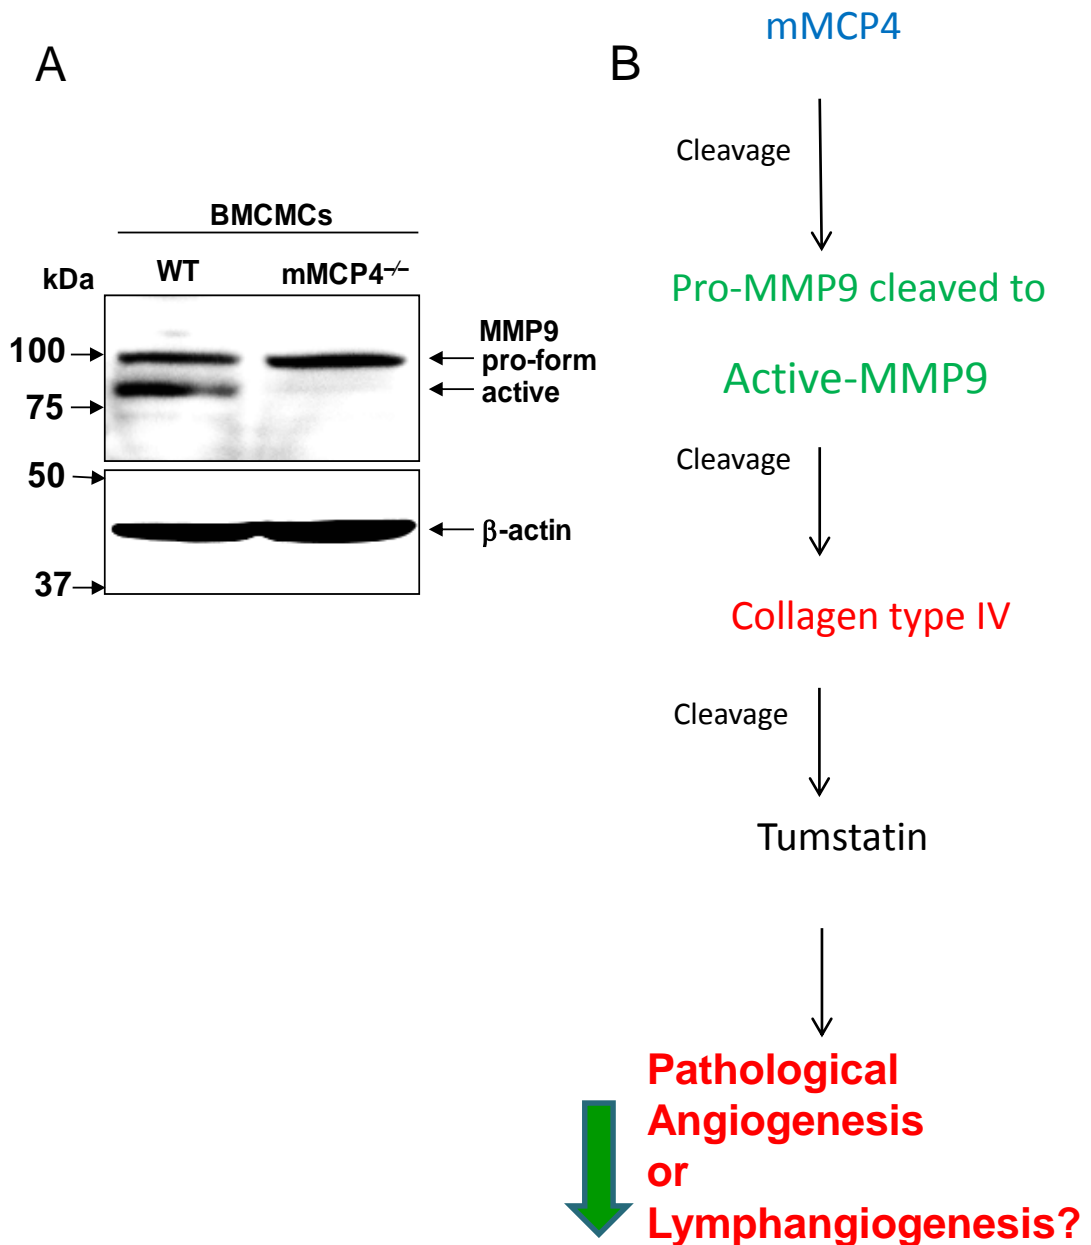 A
BMCMCs
kDa
WT
mMCP4–/–
100
75
50
37
MMP9
pro-form
active
β-actin
B
mMCP4
Cleavage
Pro-MMP9 cleaved to
Active-MMP9
Cleavage
Collagen type IV
Cleavage
Tumstatin
Pathological
Angiogenesis
or
Lymphangiogenesis?